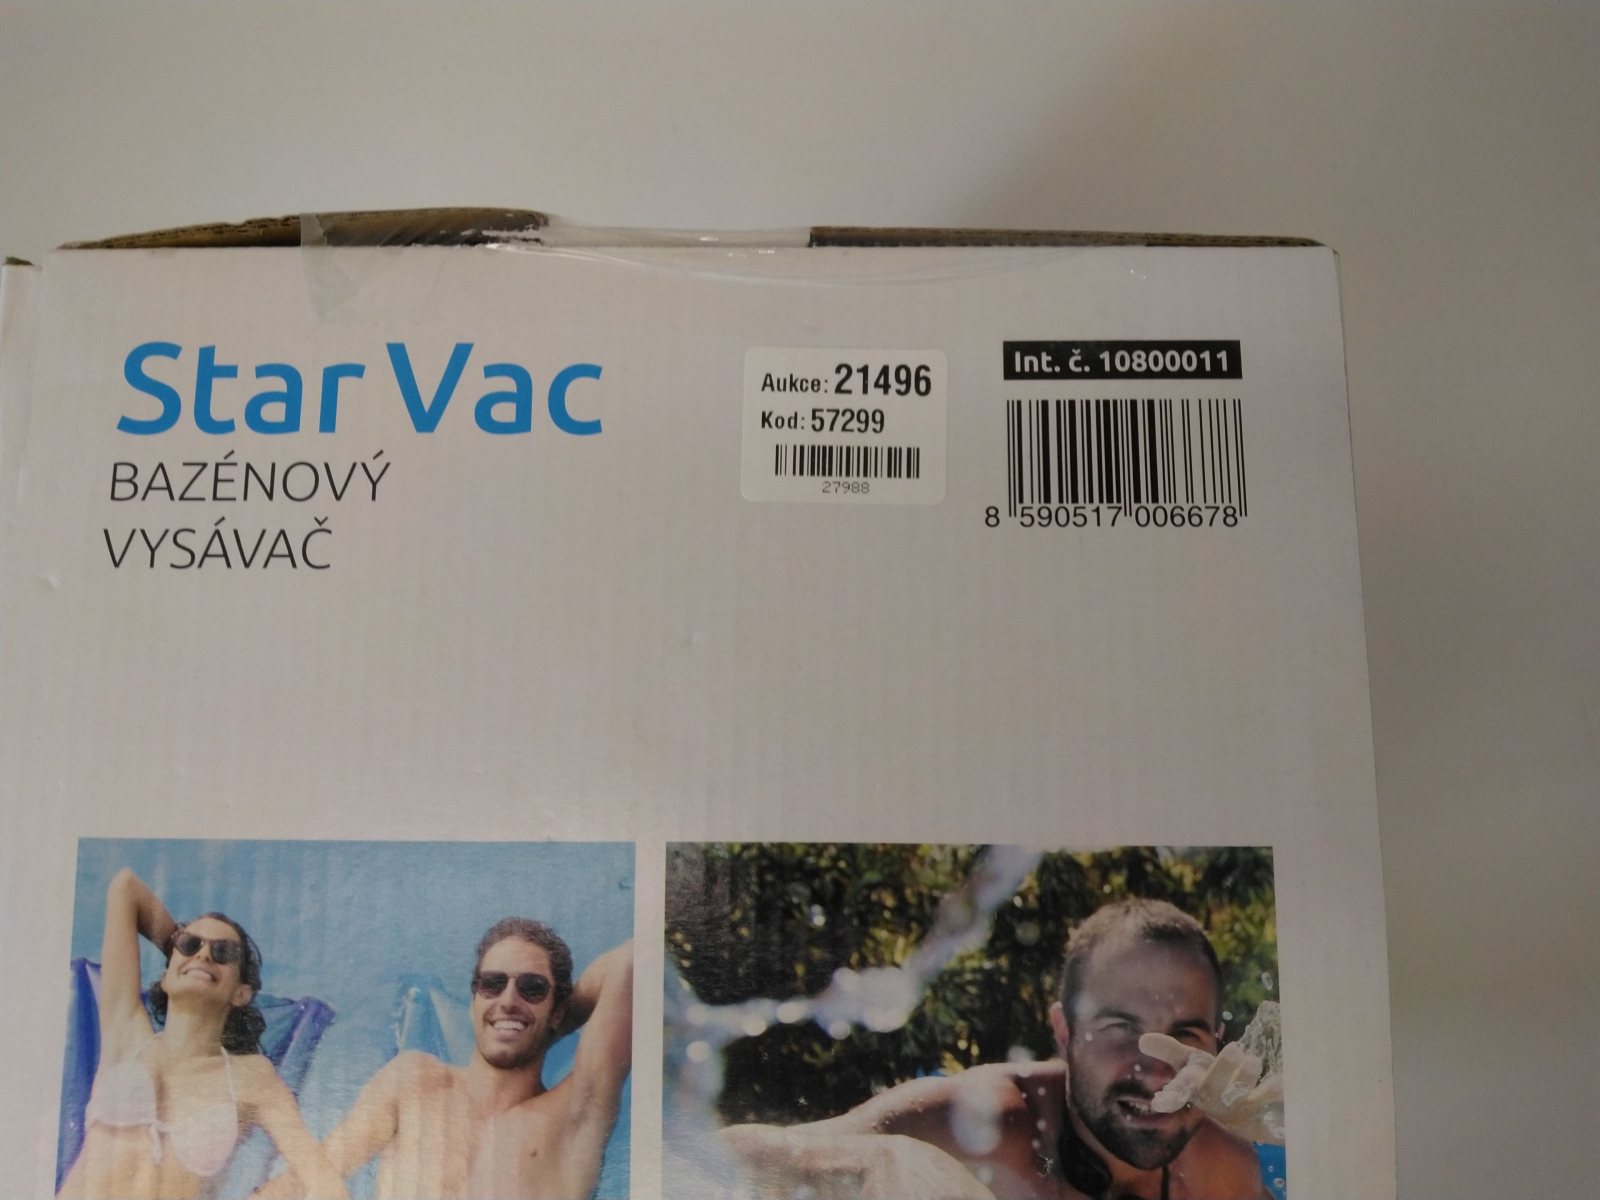 Star Vac
BAZÉNOVÝ
VYSÁVAČ
Aukce: 21496
Kod: 57299
27988
Int. č. 10800011
8 590517 006678